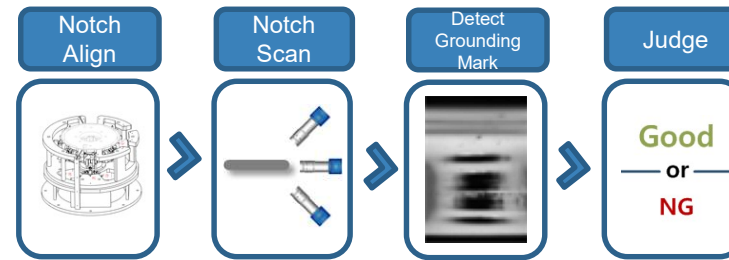 Notch
Align
Notch
Scan
Detect
Grounding
Mark
Judge
Good
or
NG